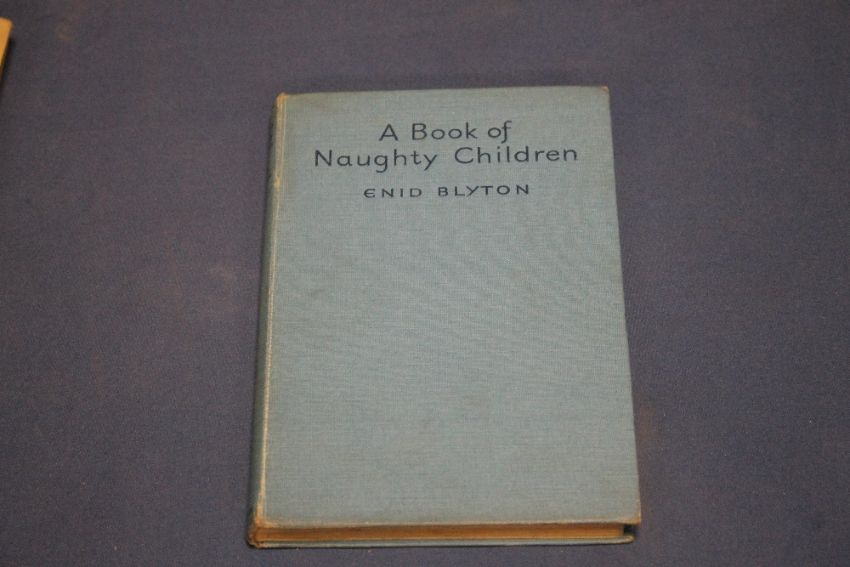 A Book of
Naughty Children
ENID BLYTON